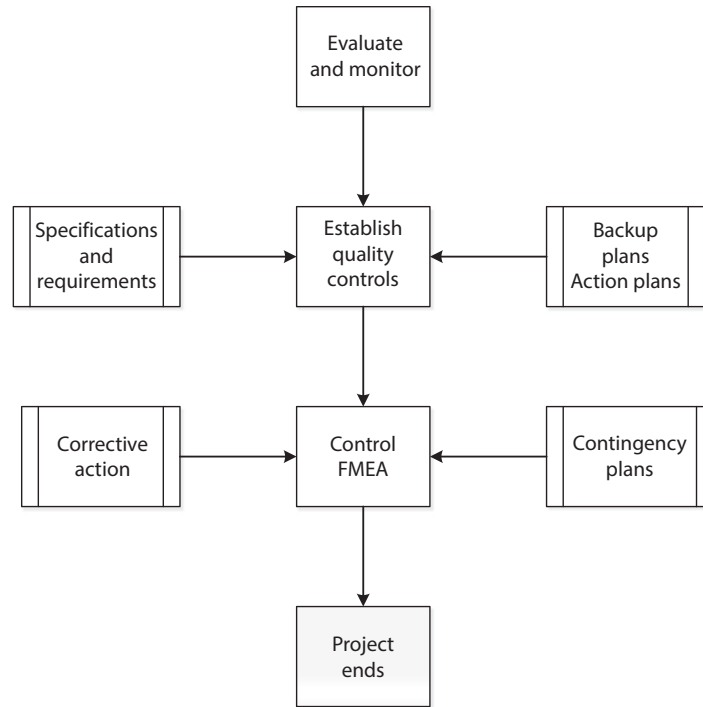 Evaluate
and monitor
Specifications
and
requirements
Establish
quality
controls
Backup
plans
Action plans
Corrective
action
Control
FMEA
Contingency
plans
Project
ends